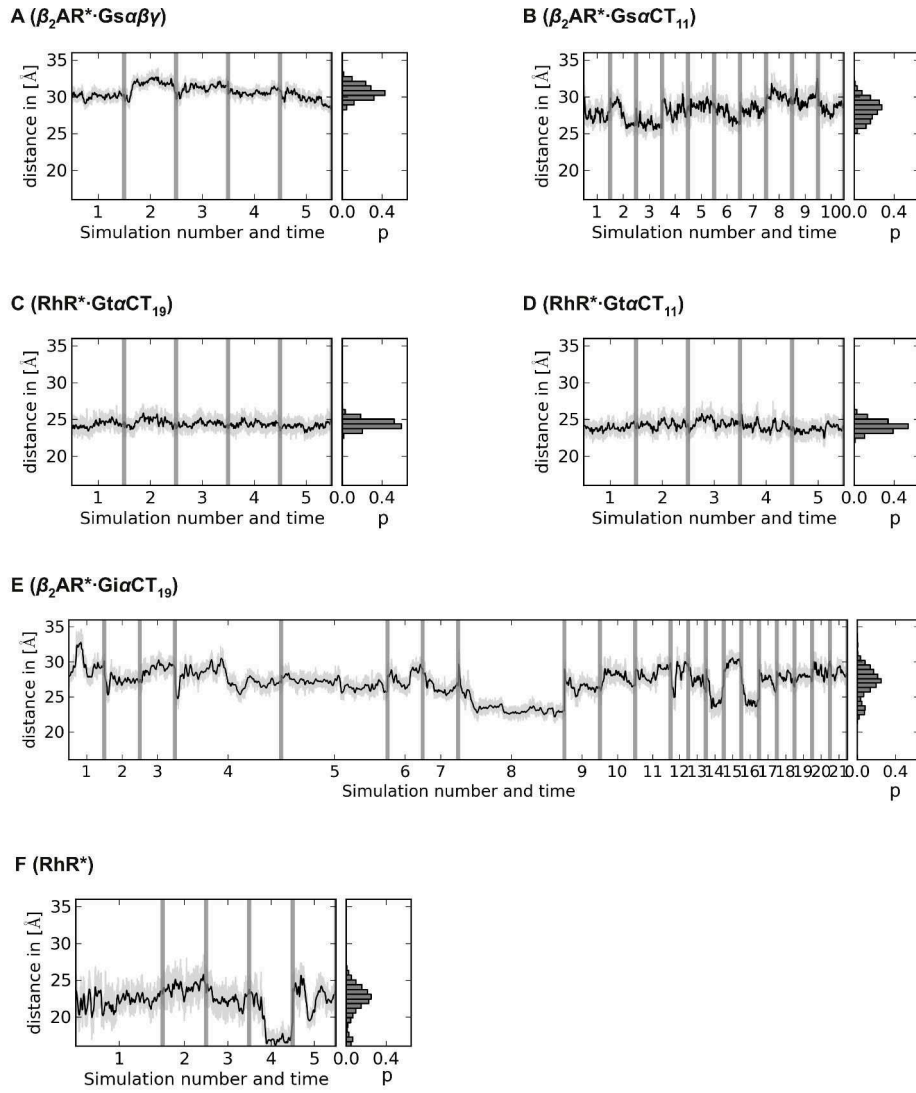 A (β₂AR*·Gsαβγ)
35
30
25
20
distance in [Å]
1 2 3 4 5
Simulation number and time
0.0 0.4
p
B (β₂AR*·GsαCT₁₁)
35
30
25
20
distance in [Å]
1 2 3 4 5 6 7 8 9 10
Simulation number and time
0.0 0.4
p
C (RhR*·GtαCT₁₉)
35
30
25
20
distance in [Å]
1 2 3 4 5
Simulation number and time
0.0 0.4
p
D (RhR*·GtαCT₁₁)
35
30
25
20
distance in [Å]
1 2 3 4 5
Simulation number and time
0.0 0.4
p
E (β₂AR*·GiαCT₁₉)
35
30
25
20
distance in [Å]
1 2 3 4 5 6 7 8 9 10 11 12 13 14 15 16 17 18 19 20 21
Simulation number and time
0.0 0.4
p
F (RhR*)
35
30
25
20
distance in [Å]
1 2 3 4 5
Simulation number and time
0.0 0.4
p